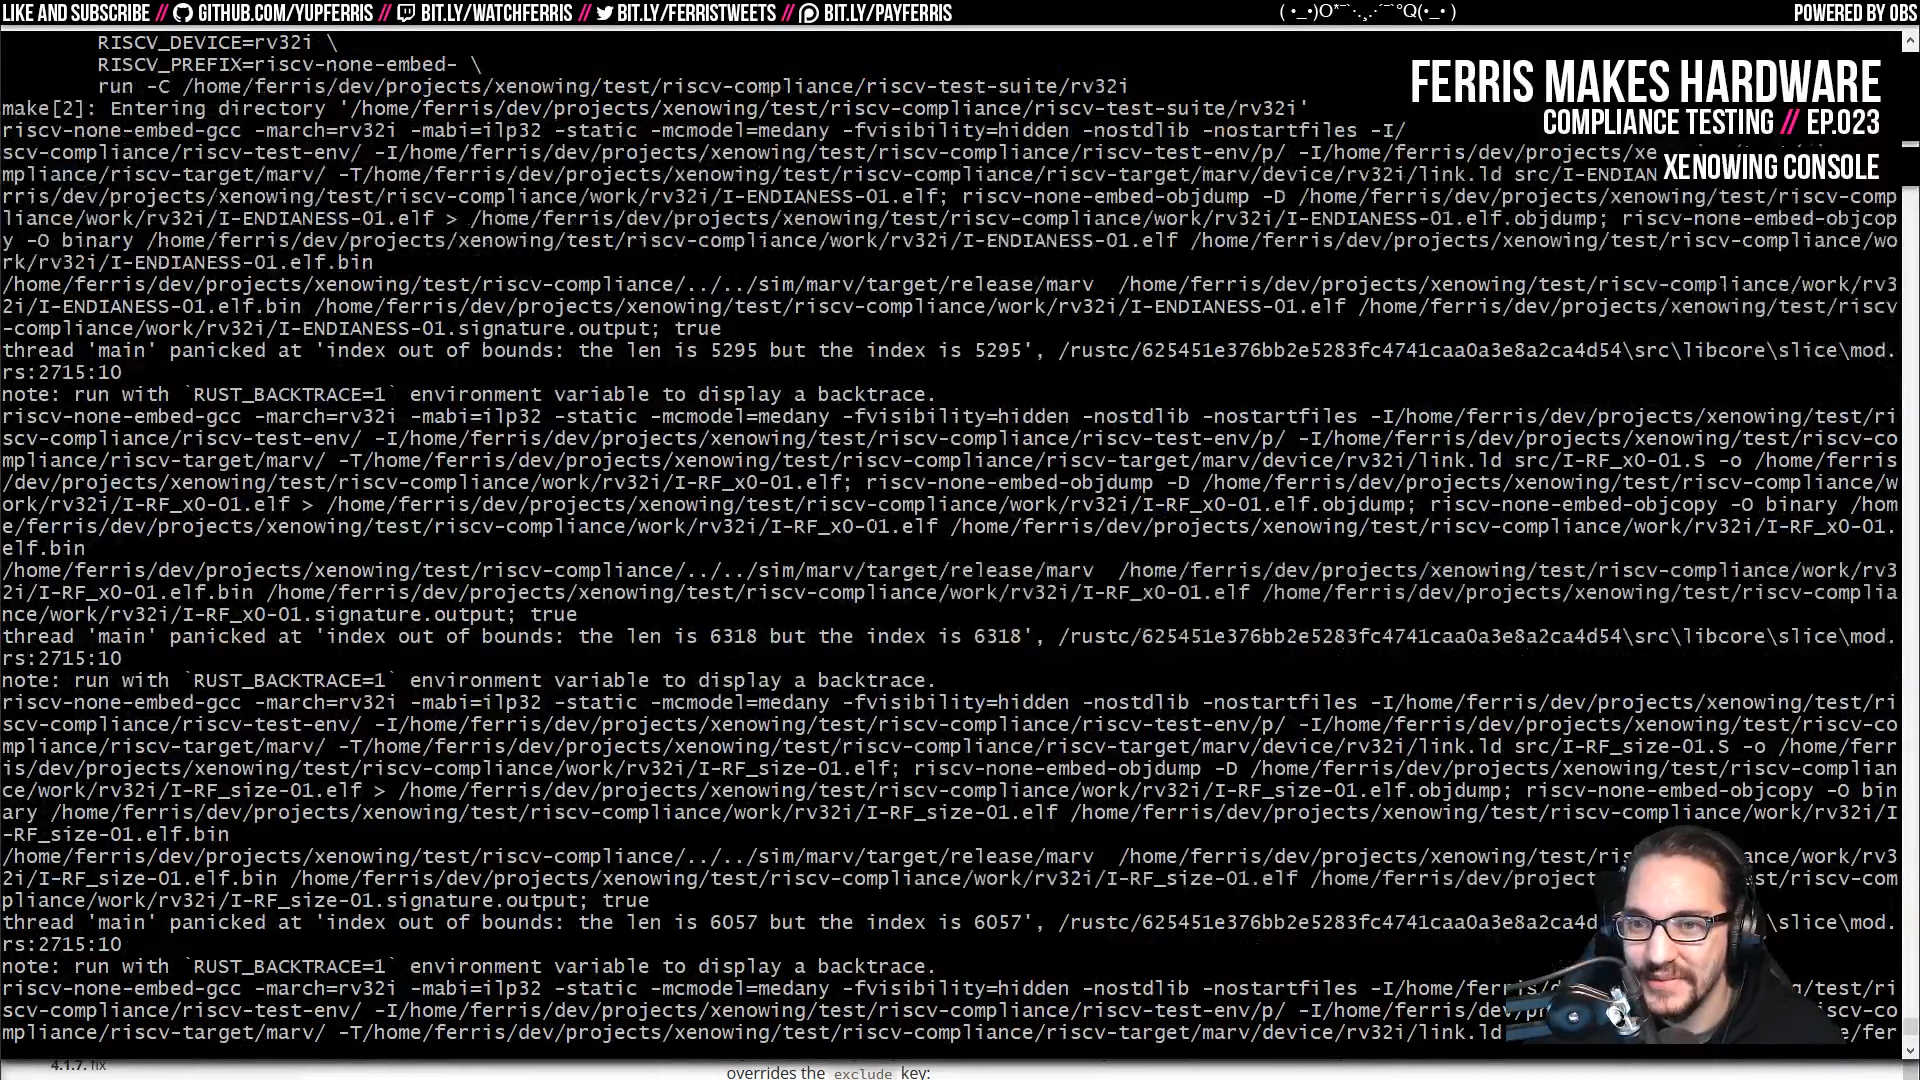 LIKE AND SUBSCRIBE // GITHUB.COM/YUPFERRIS // BIT.LY/WATCHFERRIS // BIT.LY/FERRISTWEETS // BIT.LY/PAYFERRIS
POWERED BY OBS
FERRIS MAKES HARDWARE
COMPLIANCE TESTING // EP.023
XENOWING CONSOLE
RISCV_DEVICE=rv32i \
RISCV_PREFIX=riscv-none-embed- \
run -C /home/ferris/dev/projects/xenowing/test/riscv-compliance/riscv-test-suite/rv32i
make[2]: Entering directory '/home/ferris/dev/projects/xenowing/test/riscv-compliance/riscv-test-suite/rv32i'
riscv-none-embed-gcc -march=rv32i -mabi=ilp32 -static -mcmodel=medany -fvisibility=hidden -nostdlib -nostartfiles -I/
scv-compliance/riscv-test-env/ -I/home/ferris/dev/projects/xenowing/test/riscv-compliance/riscv-test-env/p/ -I/home/ferris/dev/projects/xe
mpliance/riscv-target/marv/ -T/home/ferris/dev/projects/xenowing/test/riscv-compliance/riscv-target/marv/device/rv32i/link.ld src/I-ENDIAN
rris/dev/projects/xenowing/test/riscv-compliance/work/rv32i/I-ENDIANESS-01.elf; riscv-none-embed-objdump -D /home/ferris/dev/projects/xenowing/test/riscv-comp
liance/work/rv32i/I-ENDIANESS-01.elf > /home/ferris/dev/projects/xenowing/test/riscv-compliance/work/rv32i/I-ENDIANESS-01.elf.objdump; riscv-none-embed-objcop
y -O binary /home/ferris/dev/projects/xenowing/test/riscv-compliance/work/rv32i/I-ENDIANESS-01.elf /home/ferris/dev/projects/xenowing/test/riscv-compliance/wo
rk/rv32i/I-ENDIANESS-01.elf.bin
/home/ferris/dev/projects/xenowing/test/riscv-compliance/../../sim/marv/target/release/marv  /home/ferris/dev/projects/xenowing/test/riscv-compliance/work/rv3
2i/I-ENDIANESS-01.elf.bin /home/ferris/dev/projects/xenowing/test/riscv-compliance/work/rv32i/I-ENDIANESS-01.elf /home/ferris/dev/projects/xenowing/test/riscv
-compliance/work/rv32i/I-ENDIANESS-01.signature.output; true
thread 'main' panicked at 'index out of bounds: the len is 5295 but the index is 5295', /rustc/625451e376bb2e5283fc4741caa0a3e8a2ca4d54\src\libcore\slice\mod.
rs:2715:10
note: run with `RUST_BACKTRACE=1` environment variable to display a backtrace.
riscv-none-embed-gcc -march=rv32i -mabi=ilp32 -static -mcmodel=medany -fvisibility=hidden -nostdlib -nostartfiles -I/home/ferris/dev/projects/xenowing/test/ri
scv-compliance/riscv-test-env/ -I/home/ferris/dev/projects/xenowing/test/riscv-compliance/riscv-test-env/p/ -I/home/ferris/dev/projects/xenowing/test/riscv-co
mpliance/riscv-target/marv/ -T/home/ferris/dev/projects/xenowing/test/riscv-compliance/riscv-target/marv/device/rv32i/link.ld src/I-RF_x0-01.S -o /home/ferris
/dev/projects/xenowing/test/riscv-compliance/work/rv32i/I-RF_x0-01.elf; riscv-none-embed-objdump -D /home/ferris/dev/projects/xenowing/test/riscv-compliance/w
ork/rv32i/I-RF_x0-01.elf > /home/ferris/dev/projects/xenowing/test/riscv-compliance/work/rv32i/I-RF_x0-01.elf.objdump; riscv-none-embed-objcopy -O binary /hom
e/ferris/dev/projects/xenowing/test/riscv-compliance/work/rv32i/I-RF_x0-01.elf /home/ferris/dev/projects/xenowing/test/riscv-compliance/work/rv32i/I-RF_x0-01.
elf.bin
/home/ferris/dev/projects/xenowing/test/riscv-compliance/../../sim/marv/target/release/marv  /home/ferris/dev/projects/xenowing/test/riscv-compliance/work/rv3
2i/I-RF_x0-01.elf.bin /home/ferris/dev/projects/xenowing/test/riscv-compliance/work/rv32i/I-RF_x0-01.elf /home/ferris/dev/projects/xenowing/test/riscv-complia
nce/work/rv32i/I-RF_x0-01.signature.output; true
thread 'main' panicked at 'index out of bounds: the len is 6318 but the index is 6318', /rustc/625451e376bb2e5283fc4741caa0a3e8a2ca4d54\src\libcore\slice\mod.
rs:2715:10
note: run with `RUST_BACKTRACE=1` environment variable to display a backtrace.
riscv-none-embed-gcc -march=rv32i -mabi=ilp32 -static -mcmodel=medany -fvisibility=hidden -nostdlib -nostartfiles -I/home/ferris/dev/projects/xenowing/test/ri
scv-compliance/riscv-test-env/ -I/home/ferris/dev/projects/xenowing/test/riscv-compliance/riscv-test-env/p/ -I/home/ferris/dev/projects/xenowing/test/riscv-co
mpliance/riscv-target/marv/ -T/home/ferris/dev/projects/xenowing/test/riscv-compliance/riscv-target/marv/device/rv32i/link.ld src/I-RF_size-01.S -o /home/ferr
is/dev/projects/xenowing/test/riscv-compliance/work/rv32i/I-RF_size-01.elf; riscv-none-embed-objdump -D /home/ferris/dev/projects/xenowing/test/riscv-complian
ce/work/rv32i/I-RF_size-01.elf > /home/ferris/dev/projects/xenowing/test/riscv-compliance/work/rv32i/I-RF_size-01.elf.objdump; riscv-none-embed-objcopy -O bin
ary /home/ferris/dev/projects/xenowing/test/riscv-compliance/work/rv32i/I-RF_size-01.elf /home/ferris/dev/projects/xenowing/test/riscv-compliance/work/rv32i/I
-RF_size-01.elf.bin
/home/ferris/dev/projects/xenowing/test/riscv-compliance/../../sim/marv/target/release/marv  /home/ferris/dev/projects/xenowing/test/ris ance/work/rv3
2i/I-RF_size-01.elf.bin /home/ferris/dev/projects/xenowing/test/riscv-compliance/work/rv32i/I-RF_size-01.elf /home/ferris/dev/project st/riscv-com
pliance/work/rv32i/I-RF_size-01.signature.output; true
thread 'main' panicked at 'index out of bounds: the len is 6057 but the index is 6057', /rustc/625451e376bb2e5283fc4741caa0a3e8a2ca4d \slice\mod.
rs:2715:10
note: run with `RUST_BACKTRACE=1` environment variable to display a backtrace.
riscv-none-embed-gcc -march=rv32i -mabi=ilp32 -static -mcmodel=medany -fvisibility=hidden -nostdlib -nostartfiles -I/home/ferris/de g/test/ri
scv-compliance/riscv-test-env/ -I/home/ferris/dev/projects/xenowing/test/riscv-compliance/riscv-test-env/p/ -I/home/ferris/ riscv-co
mpliance/riscv-target/marv/ -T/home/ferris/dev/projects/xenowing/test/riscv-compliance/riscv-target/marv/device/rv32i/link.ld e/fer
4.1.7. fix
overrides the exclude key: